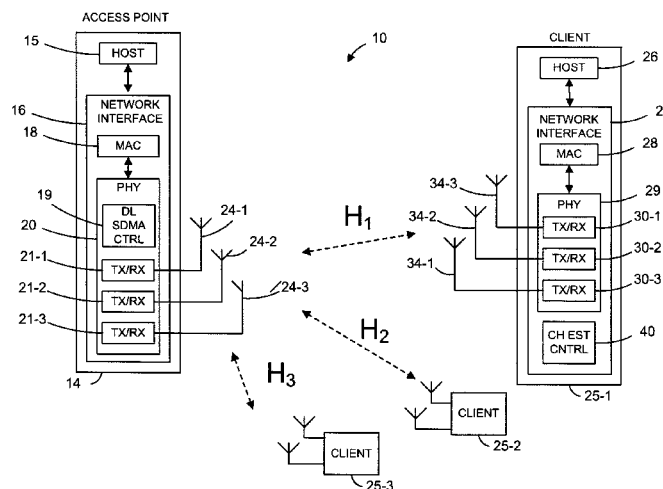 ACCESS POINT
15
HOST
16
NETWORK
INTERFACE
18
MAC
PHY
19
DL
SDMA
CTRL
20
21-1
TX/RX
21-2
TX/RX
21-3
TX/RX
14
24-1
24-2
24-3
10
H1
H2
H3
CLIENT
HOST
26
NETWORK
INTERFACE
2
MAC
28
PHY
29
34-3
34-2
34-1
TX/RX
30-1
TX/RX
30-2
TX/RX
30-3
CH EST
CNTRL
40
25-1
CLIENT
25-2
CLIENT
25-3